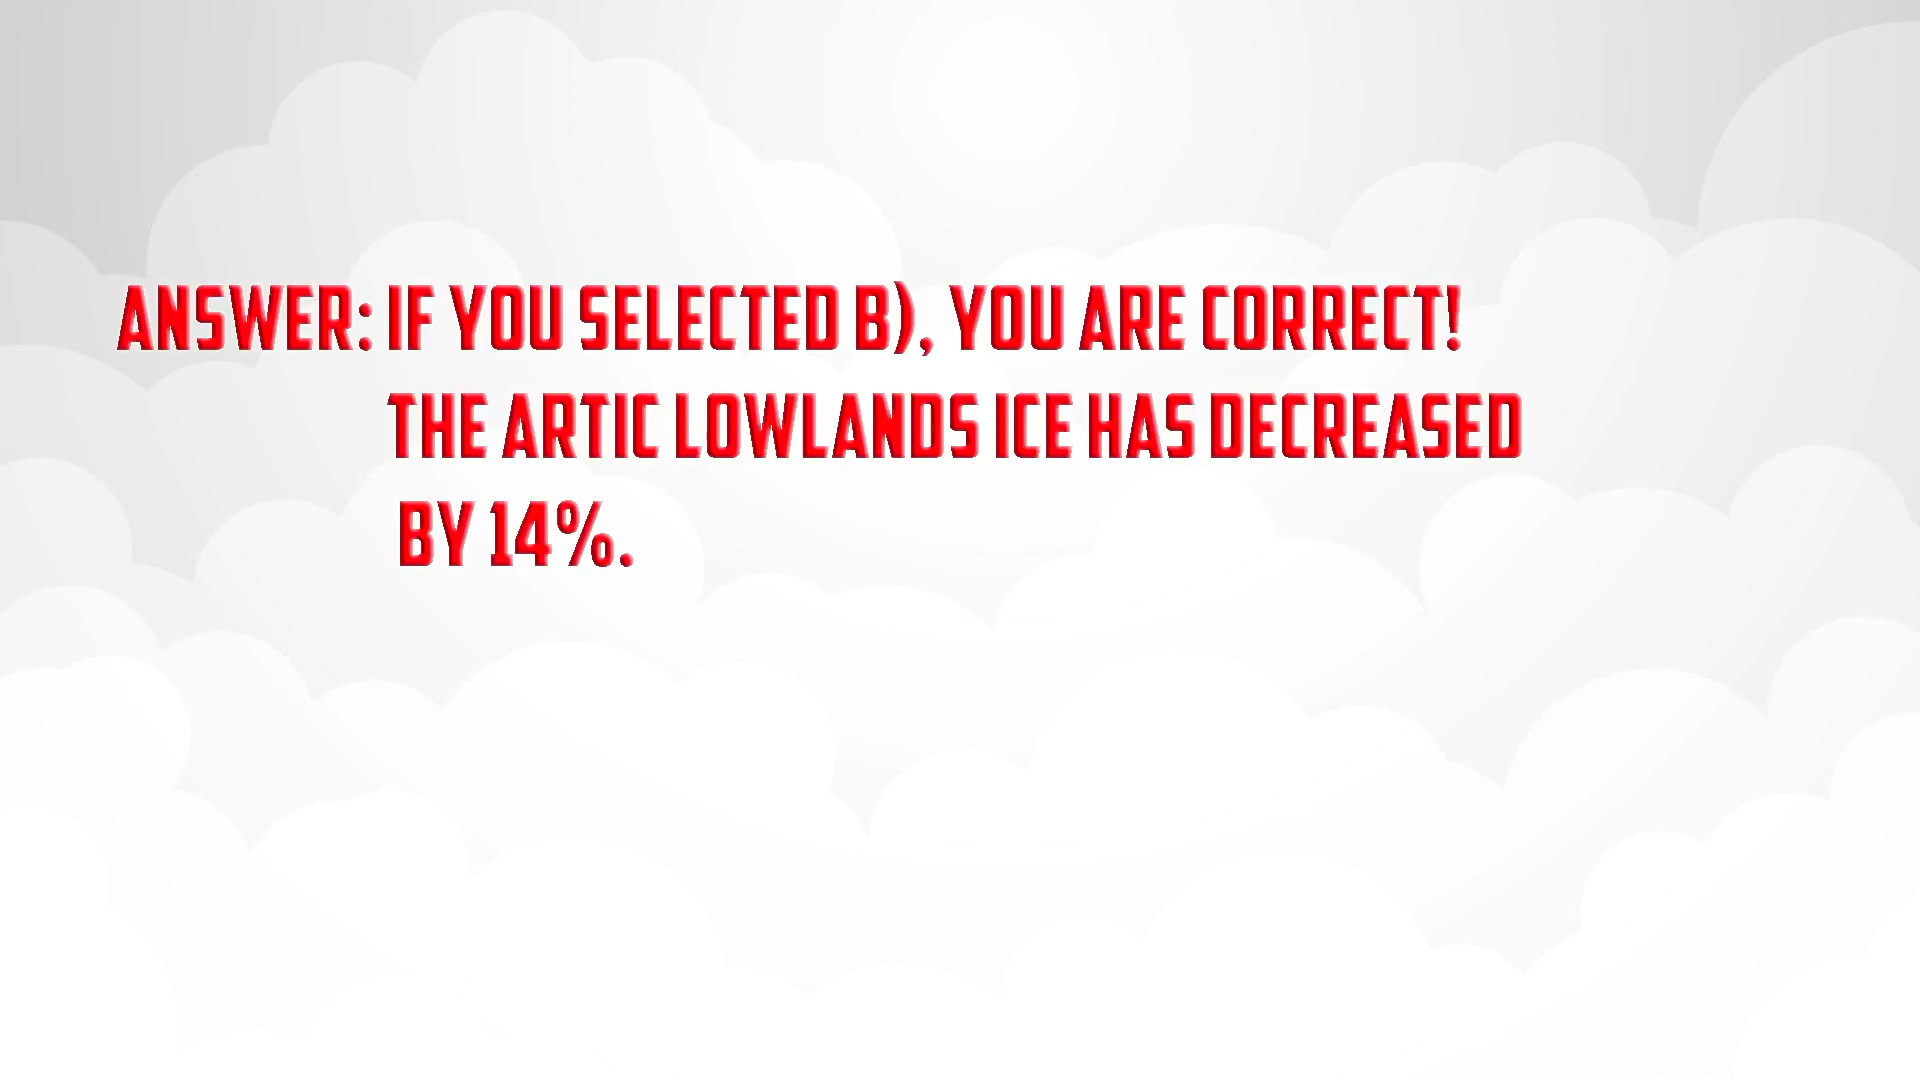 ANSWER: IF YOU SELECTED B), YOU ARE CORRECT!
THE ARTIC LOWLANDS ICE HAS DECREASED
BY 14%.